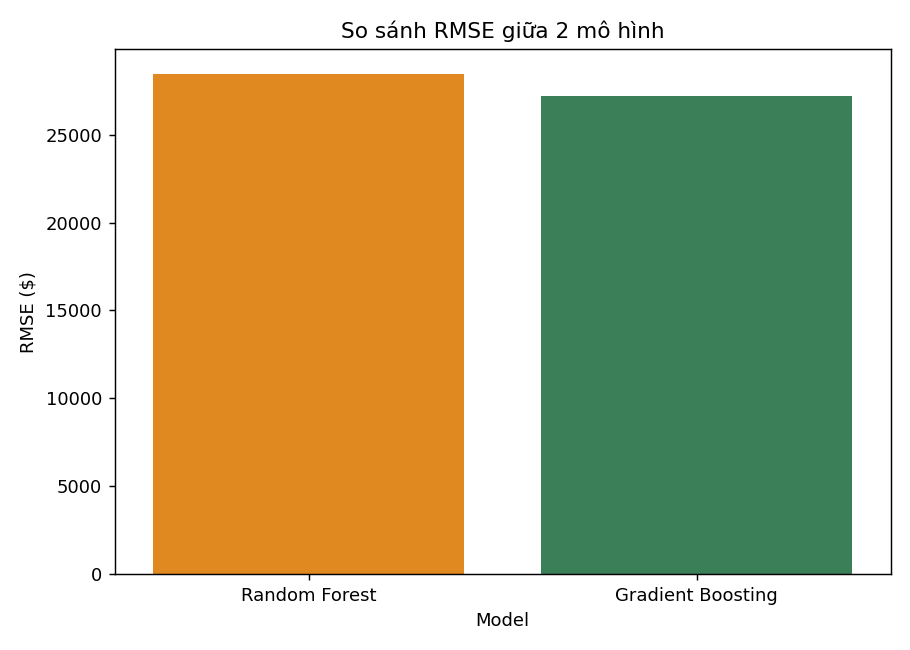 So sánh RMSE giữa 2 mô hình
RMSE ($)
25000
20000
15000
10000
5000
0
Random Forest
Gradient Boosting
Model